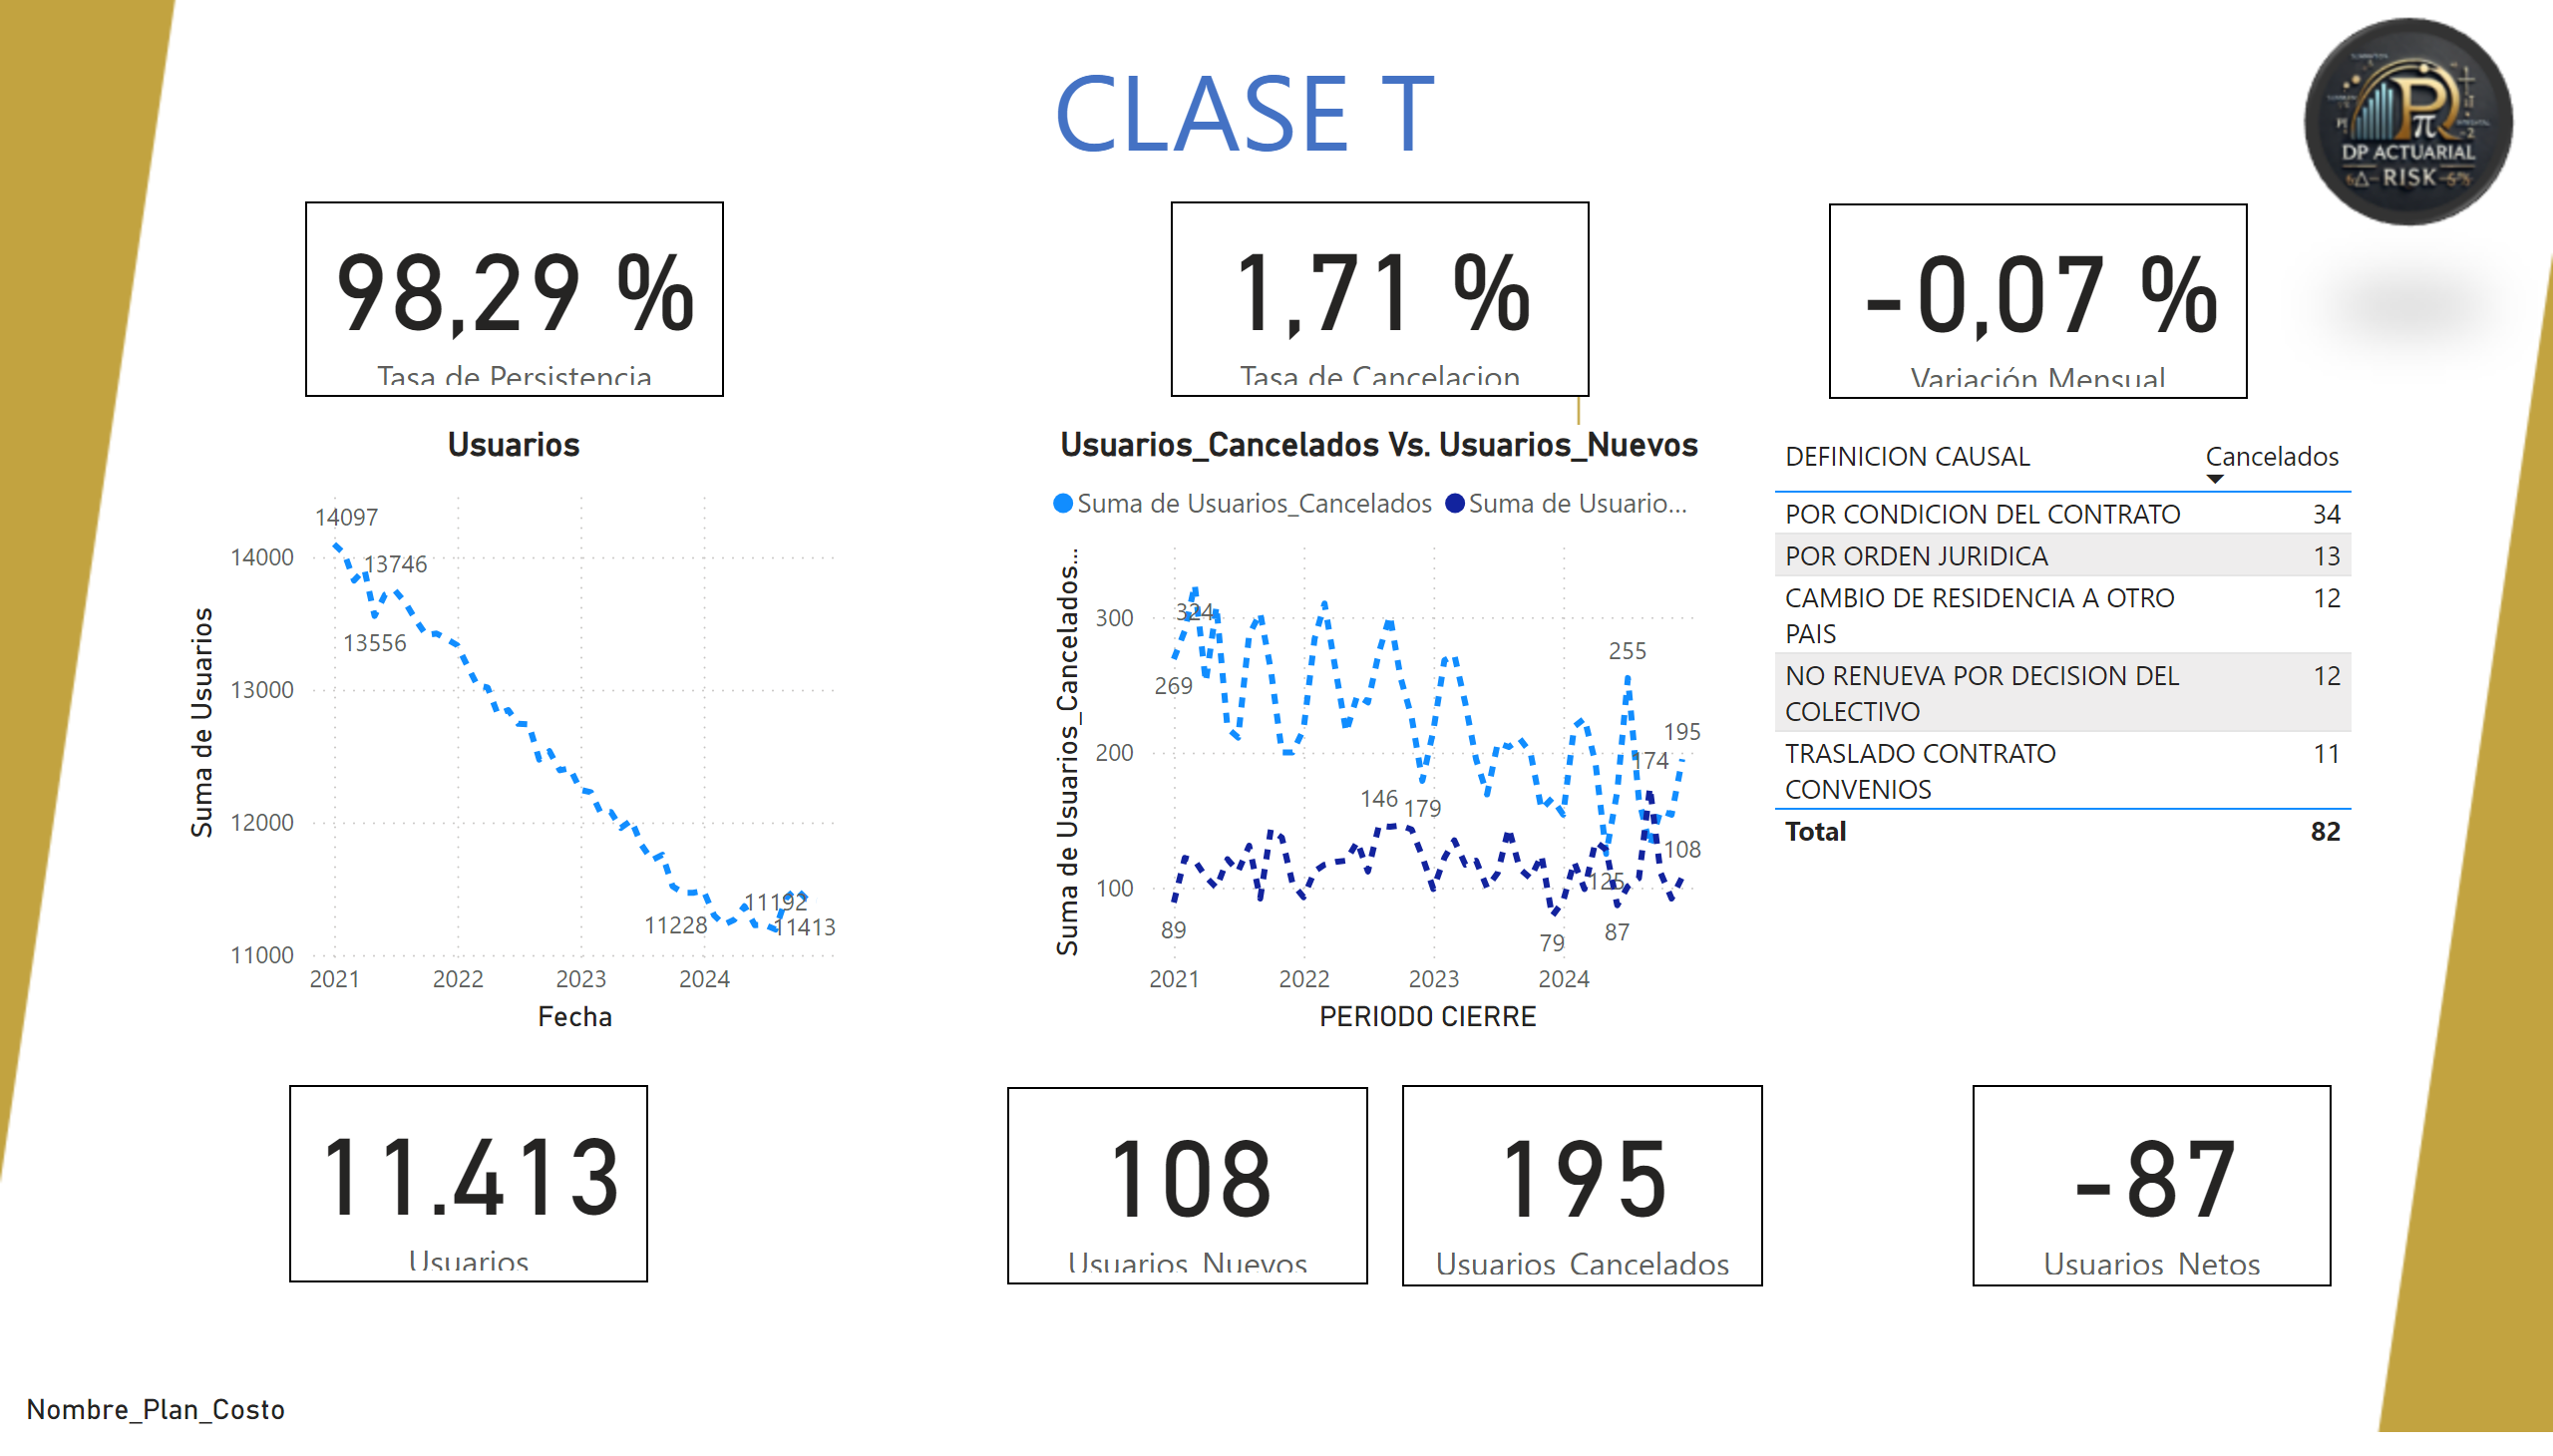 CLASE T
DP ACTUARIAL
RISK
98,29 %
Tasa de Persistencia
1,71 %
Tasa de Cancelacion
-0,07 %
Variación Mensual
Usuarios
14097
13746
13556
11228
11192
11413
14000
13000
12000
11000
2021 2022 2023 2024
Suma de Usuarios
Fecha
Usuarios_Cancelados Vs. Usuarios_Nuevos
Suma de Usuarios_Cancelados Suma de Usuario...
Suma de Usuarios_Cancelados...
300
200
100
324
269
255
195
174
146
179
108
125
89
79
87
2021 2022 2023 2024
PERIODO CIERRE
DEFINICION CAUSAL Cancelados
POR CONDICION DEL CONTRATO 34
POR ORDEN JURIDICA 13
CAMBIO DE RESIDENCIA A OTRO 12
PAIS
NO RENUEVA POR DECISION DEL 12
COLECTIVO
TRASLADO CONTRATO 11
CONVENIOS
Total 82
11.413
Usuarios
108
Usuarios_Nuevos
195
Usuarios_Cancelados
-87
Usuarios_Netos
Nombre_Plan_Costo